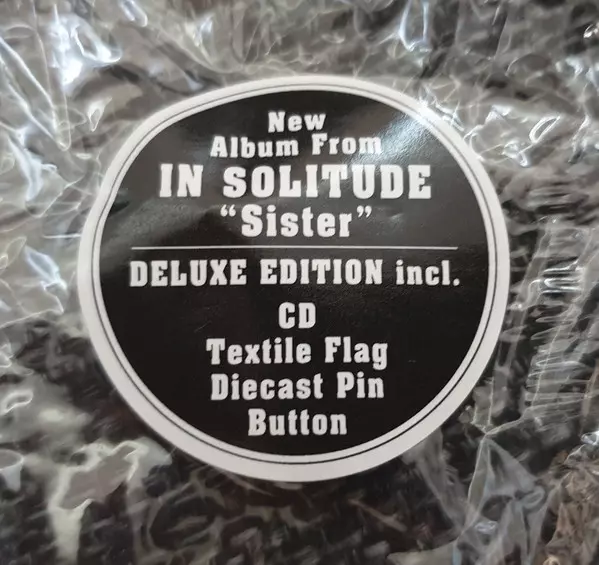 New
Album From
IN SOLITUDE
“Sister”
DELUXE EDITION incl.
CD
Textile Flag
Diecast Pin
Button